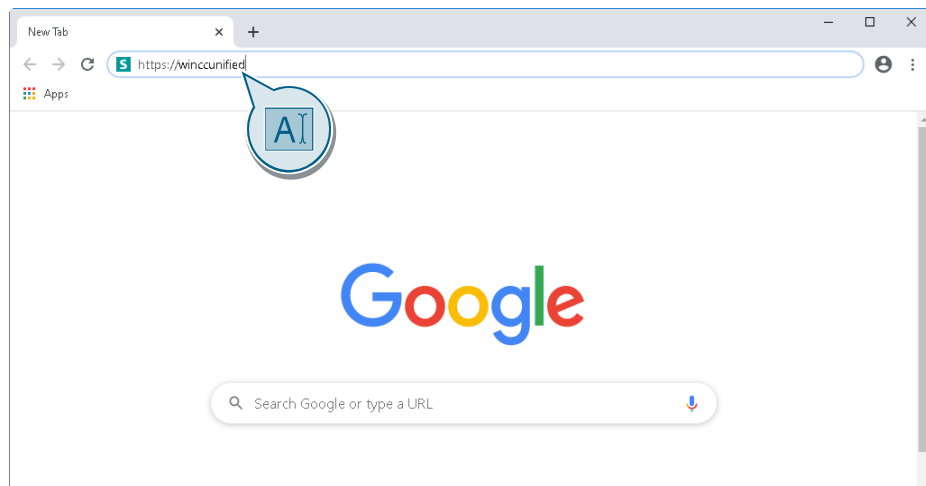 New Tab
S https://winccunified
Apps
A
Google
Search Google or type a URL